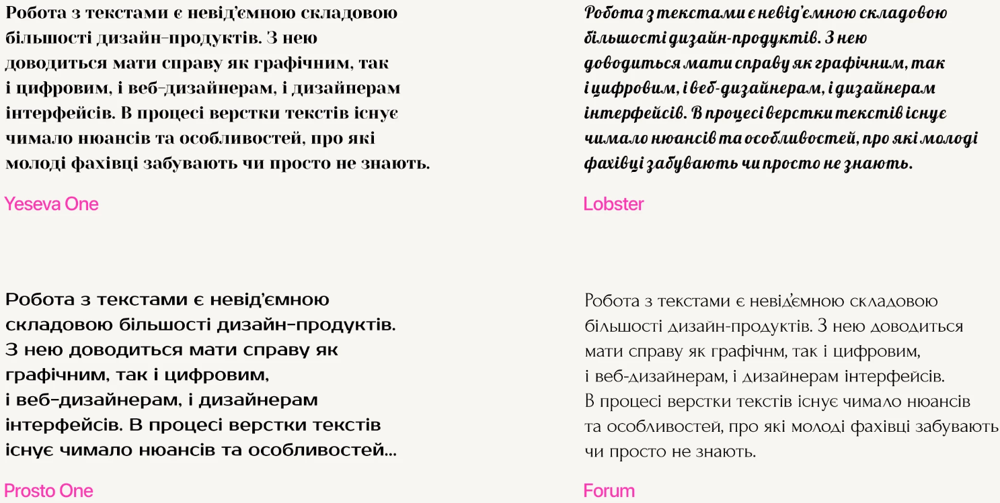 Робота з текстами є невід’ємною складовою
більшості дизайн-продуктів. З нею
доводиться мати справу як графічним, так
і цифровим, і веб-дизайнерам, і дизайнерам
інтерфейсів. В процесі верстки текстів існує
чимало нюансів та особливостей, про які
молоді фахівці забувають чи просто не знають.
Yeseva One
Робота з текстами є невід’ємною складовою
більшості дизайн-продуктів. З нею
доводиться мати справу як графічним, так
і цифровим, і веб-дизайнерам, і дизайнерам
інтерфейсів. В процесі верстки текстів існує
чимало нюансів та особливостей, про які молоді
фахівці забувають чи просто не знають.
Lobster
Робота з текстами є невід’ємною
складовою більшості дизайн-продуктів.
З нею доводиться мати справу як
графічним, так і цифровим,
і веб-дизайнерам, і дизайнерам
інтерфейсів. В процесі верстки текстів
існує чимало нюансів та особливостей...
Prosto One
Робота з текстами є невід’ємною складовою
більшості дизайн-продуктів. З нею доводиться
мати справу як графічнм, так і цифровим,
і веб-дизайнерам, і дизайнерам інтерфейсів.
В процесі верстки текстів існує чимало нюансів
та особливостей, про які молоді фахівці забувають
чи просто не знають.
Forum